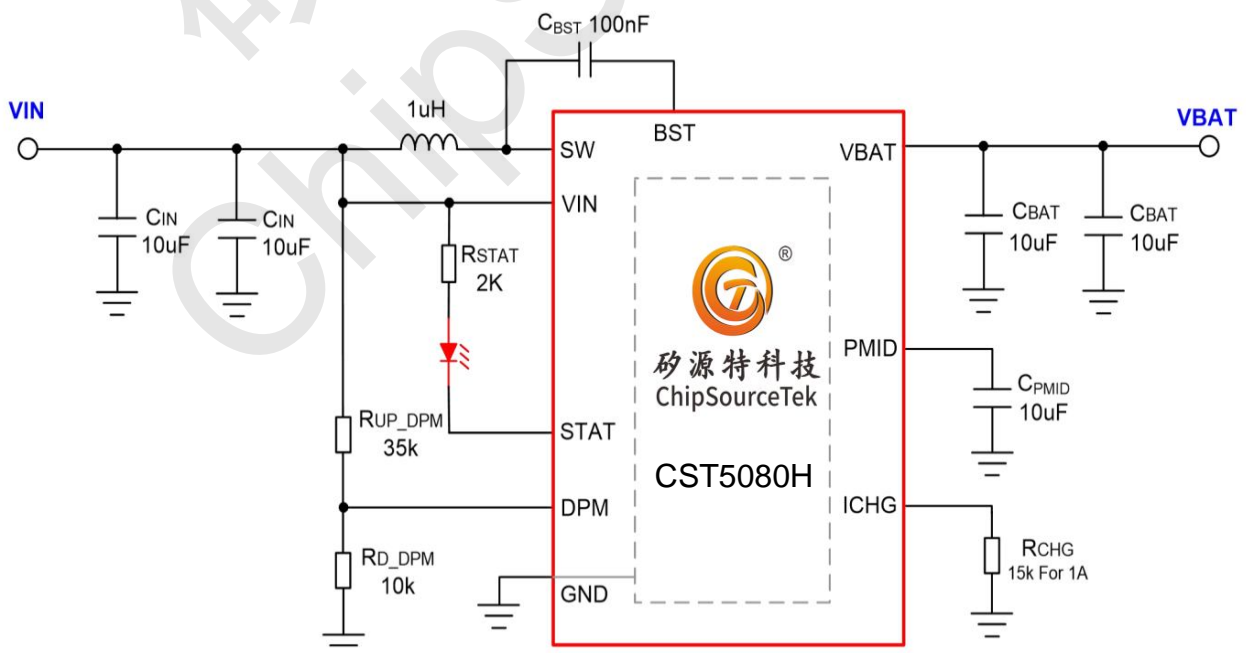 CBST 100nF
VIN
1uH
VBAT
SW
BST
VBAT
VIN
CIN
10uF
CIN
10uF
RSTAT
2K
CBAT
10uF
CBAT
10uF
®
矽源特科技
ChipSourceTek
PMID
CPMID
10uF
RUP_DPM
35k
STAT
CST5080H
DPM
ICHG
RD_DPM
10k
RCHG
15k For 1A
GND
Chips